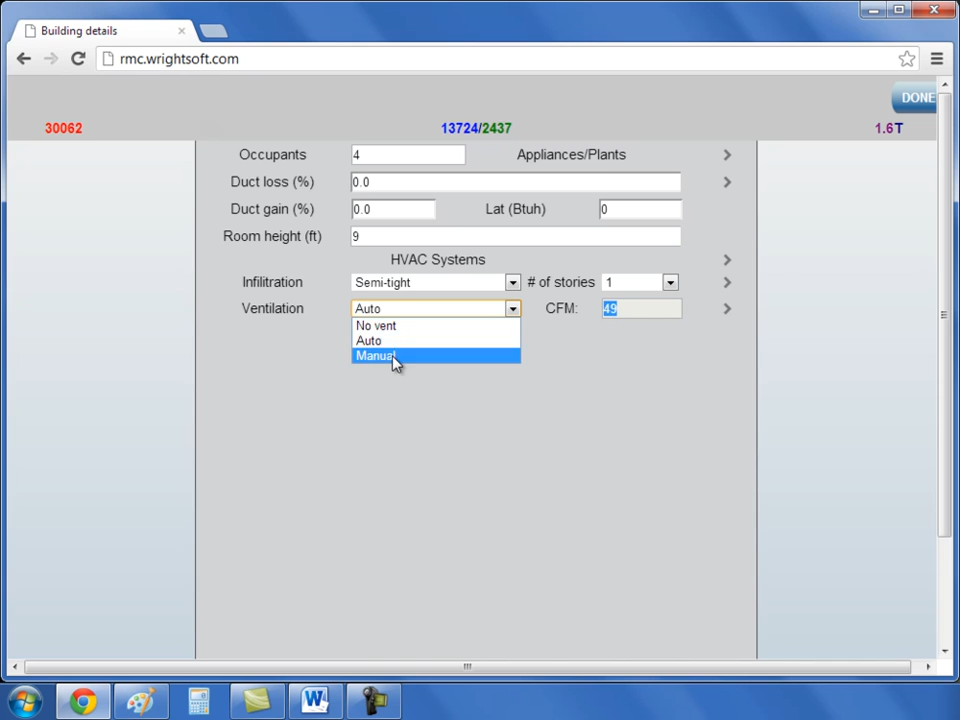 Building details
rmc.wrightsoft.com
DONE
30062 13724/2437 1.6T
Occupants 4 Appliances/Plants
Duct loss (%) 0.0
Duct gain (%) 0.0 Lat (Btuh) 0
Room height (ft) 9
HVAC Systems
Infilitration Semi-tight # of stories 1
Ventilation Auto CFM: 49
No vent
Auto
Manual
W